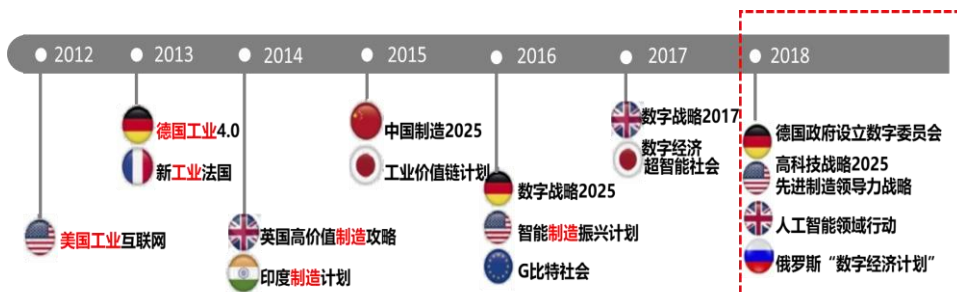 2012
2013
2014
2015
2016
2017
2018
美国工业互联网
德国工业4.0
新工业法国
英国高价值制造攻略
印度制造计划
中国制造2025
工业价值链计划
数字战略2025
智能制造振兴计划
G比特社会
数字战略2017
数字经济
超智能社会
德国政府设立数字委员会
高科技战略2025
先进制造领导力战略
人工智能领域行动
俄罗斯“数字经济计划”